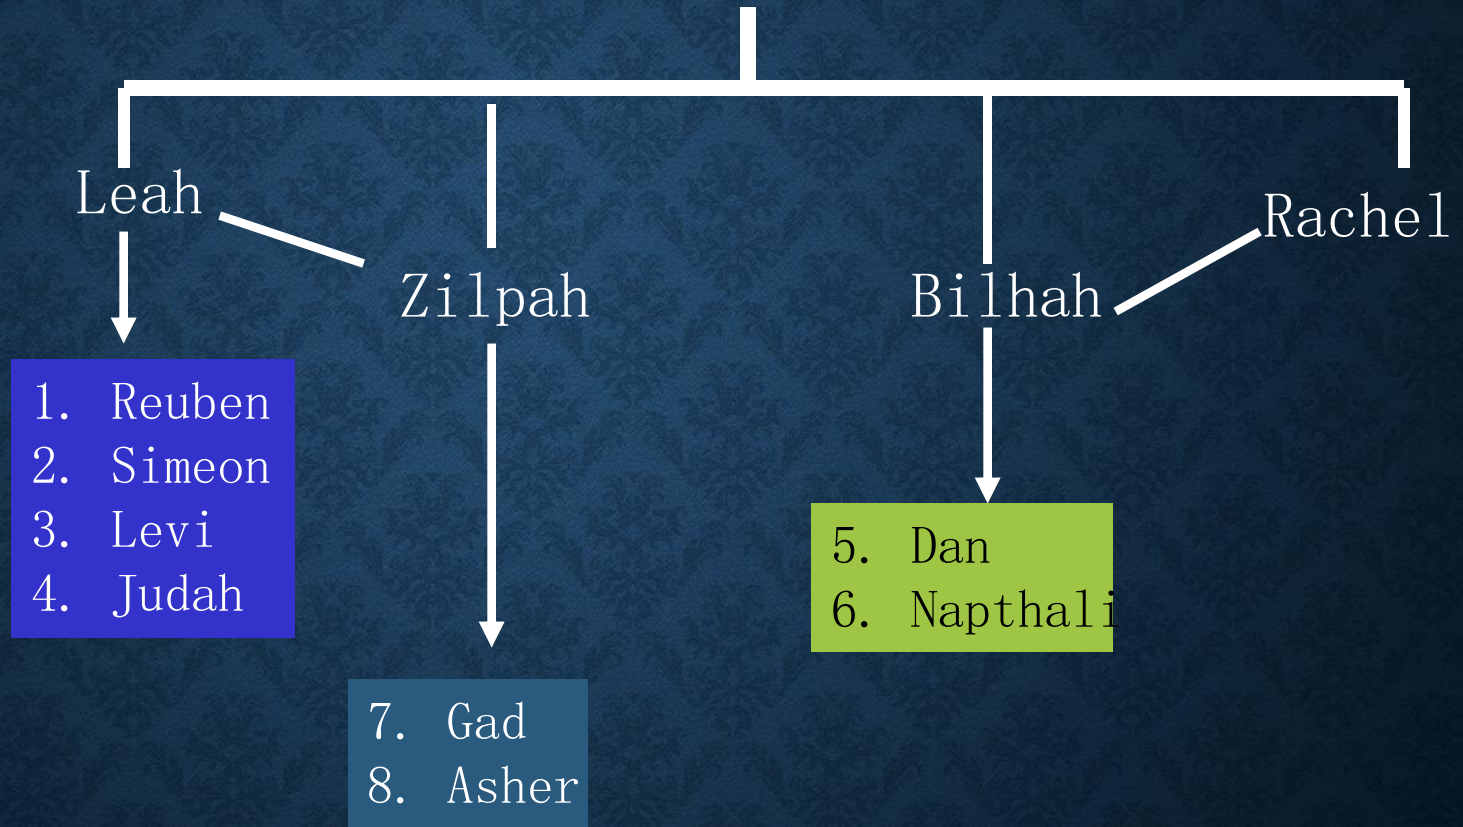 Leah
Rachel
Zilpah
Bilhah
1. Reuben
2. Simeon
3. Levi
4. Judah
5. Dan
6. Napthali
7. Gad
8. Asher